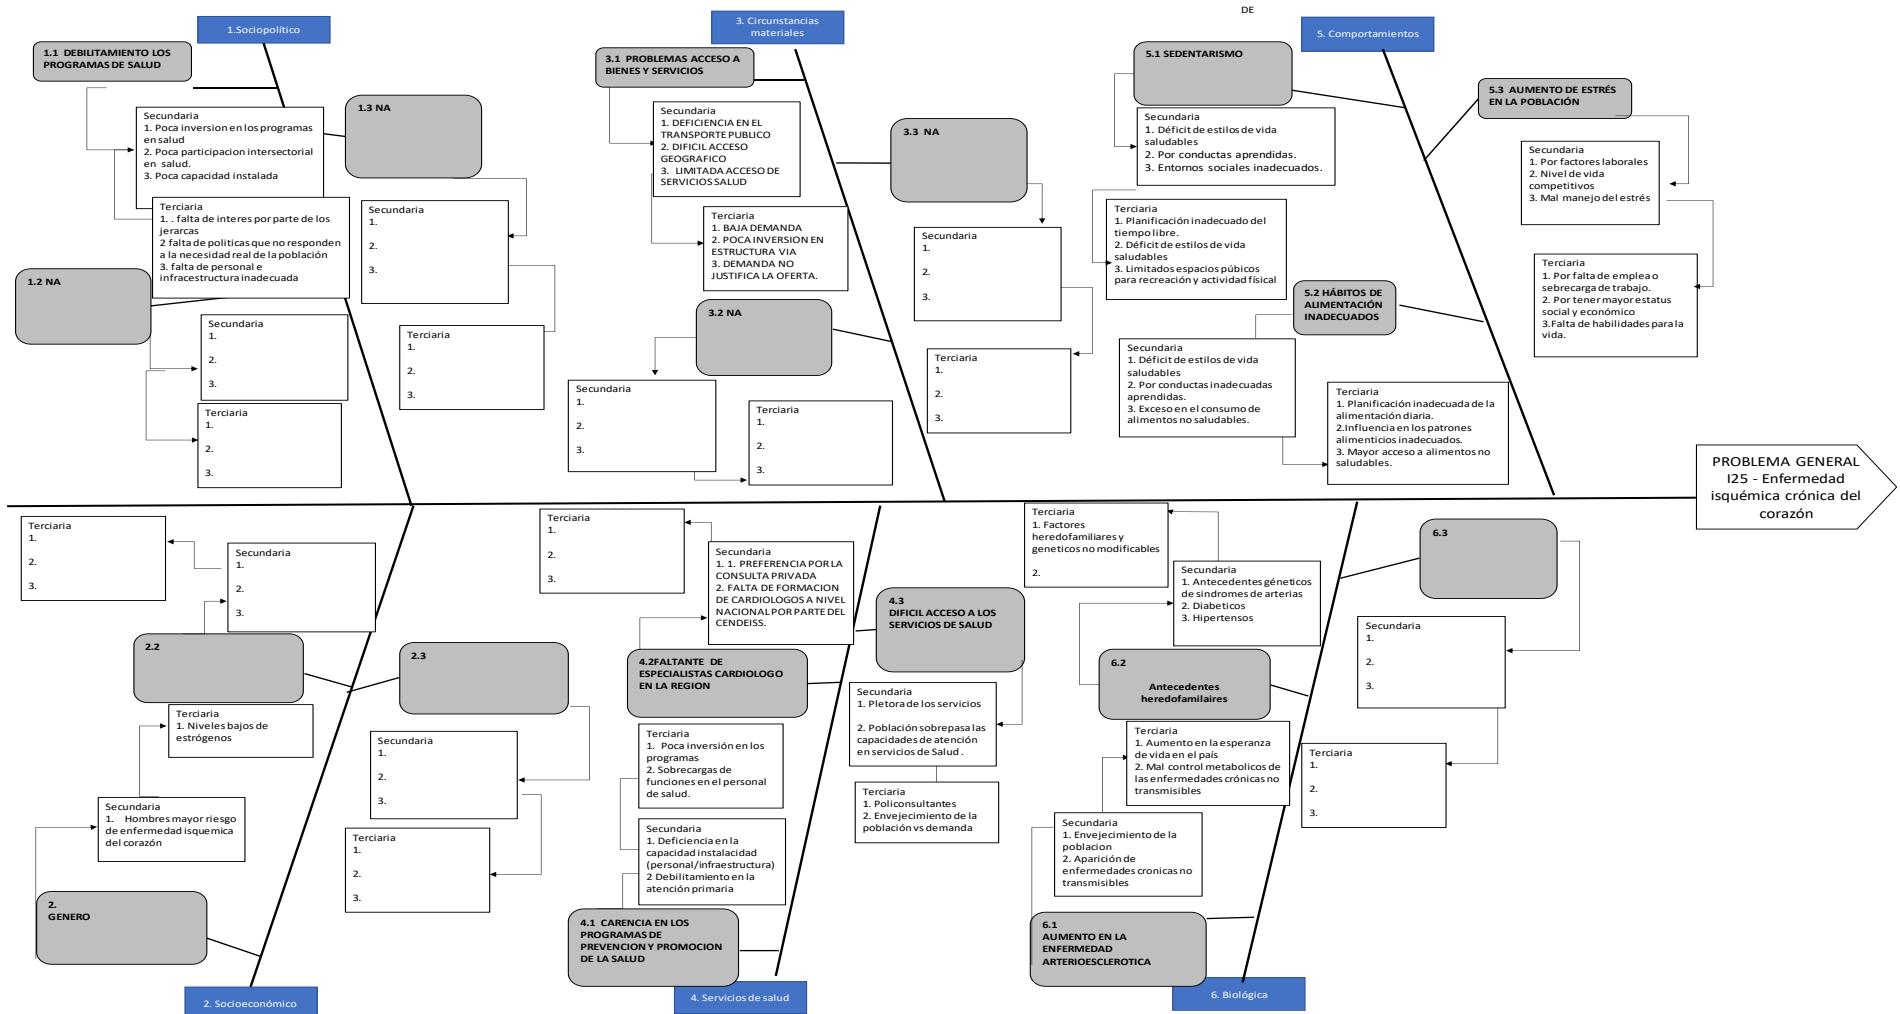 DE
1.Sociopolítico
1.1 DEBILITAMIENTO LOS
PROGRAMAS DE SALUD
Secundaria
1. Poca inversion en los programas
en salud
2. Poca participacion intersectorial
en salud.
3. Poca capacidad instalada
Terciaria
1. . falta de interes por parte de los
jerarcas
2 falta de politicas que no responden
a la necesidad real de la población
3. falta de personal e
infracestructura inadecuada
1.2 NA
Secundaria
1.
2.
3.
Terciaria
1.
2.
3.
1.3 NA
Secundaria
1.
2.
3.
Terciaria
1.
2.
3.
3. Circunstancias
materiales
3.1 PROBLEMAS ACCESO A
BIENES Y SERVICIOS
Secundaria
1. DEFICIENCIA EN EL
TRANSPORTE PUBLICO
2. DIFICIL ACCESO
GEOGRAFICO
3. LIMITADA ACCESO DE
SERVICIOS SALUD
Terciaria
1. BAJA DEMANDA
2. POCA INVERSION EN
ESTRUCTURA VIA
3. DEMANDA NO
JUSTIFICA LA OFERTA.
3.2 NA
Secundaria
1.
2.
3.
Terciaria
1.
2.
3.
3.3 NA
Secundaria
1.
2.
3.
Terciaria
1.
2.
3.
5. Comportamientos
5.1 SEDENTARISMO
Secundaria
1. Déficit de estilos de vida
saludables
2. Por conductas aprendidas.
3. Entornos sociales inadecuados.
Terciaria
1. Planificación inadecuado del
tiempo libre.
2. Déficit de estilos de vida
saludables
3. Limitados espacios púbicos
para recreación y actividad físical
5.2 HÁBITOS DE
ALIMENTACIÓN
INADECUADOS
Secundaria
1. Déficit de estilos de vida
saludables
2. Por conductas inadecuadas
aprendidas.
3. Exceso en el consumo de
alimentos no saludables.
Terciaria
1. Planificación inadecuada de la
alimentación diaria.
2.Influencia en los patrones
alimenticios inadecuados.
3. Mayor acceso a alimentos no
saludables.
5.3 AUMENTO DE ESTRÉS
EN LA POBLACIÓN
Secundaria
1. Por factores laborales
2. Nivel de vida
competitivos
3. Mal manejo del estrés
Terciaria
1. Por falta de emplea o
sebrecarga de trabajo.
2. Por tener mayor estatus
social y económico
3.Falta de habilidades para la
vida.
PROBLEMA GENERAL
I25 - Enfermedad
isquémica crónica del
corazón
Terciaria
1.
2.
3.
Secundaria
1.
2.
3.
2.2
Terciaria
1. Niveles bajos de
estrógenos
Secundaria
1. Hombres mayor riesgo
de enfermedad isquemica
del corazón
2.
GENERO
2.3
Secundaria
1.
2.
3.
Terciaria
1.
2.
3.
2. Socioeconómico
Terciaria
1.
2.
3.
Secundaria
1. 1. PREFERENCIA POR LA
CONSULTA PRIVADA
2. FALTA DE FORMACION
DE CARDIOLOGOS A NIVEL
NACIONAL POR PARTE DEL
CENDEISS.
4.2FALTANTE DE
ESPECIALISTAS CARDIOLOGO
EN LA REGION
Terciaria
1. Poca inversión en los
programas
2. Sobrecargas de
funciones en el personal
de salud.
Secundaria
1. Deficiencia en la
capacidad instalacidad
(personal/infraestructura)
2 Debilitamiento en la
atención primaria
4.1 CARENCIA EN LOS
PROGRAMAS DE
PREVENCION Y PROMOCION
DE LA SALUD
4.3
DIFICIL ACCESO A LOS
SERVICIOS DE SALUD
Secundaria
1. Pletora de los servicios
2. Población sobrepasa las
capacidades de atención
en servicios de Salud .
Terciaria
1. Policonsultantes
2. Envejecimiento de la
población vs demanda
4. Servicios de salud
Terciaria
1. Factores
heredofamiliares y
geneticos no modificables
2.
Secundaria
1. Antecedentes géneticos
de sindromes de arterias
2. Diabeticos
3. Hipertensos
6.2
Antecedentes
heredofamilaires
Terciaria
1. Aumento en la esperanza
de vida en el país
2. Mal control metabolicos de
las enfermedades crónicas no
transmisibles
Secundaria
1. Envejecimiento de la
poblacion
2. Aparición de
enfermedades cronicas no
transmisibles
6.1
AUMENTO EN LA
ENFERMEDAD
ARTERIOESCLEROTICA
6.3
Secundaria
1.
2.
3.
Terciaria
1.
2.
3.
6. Biológica